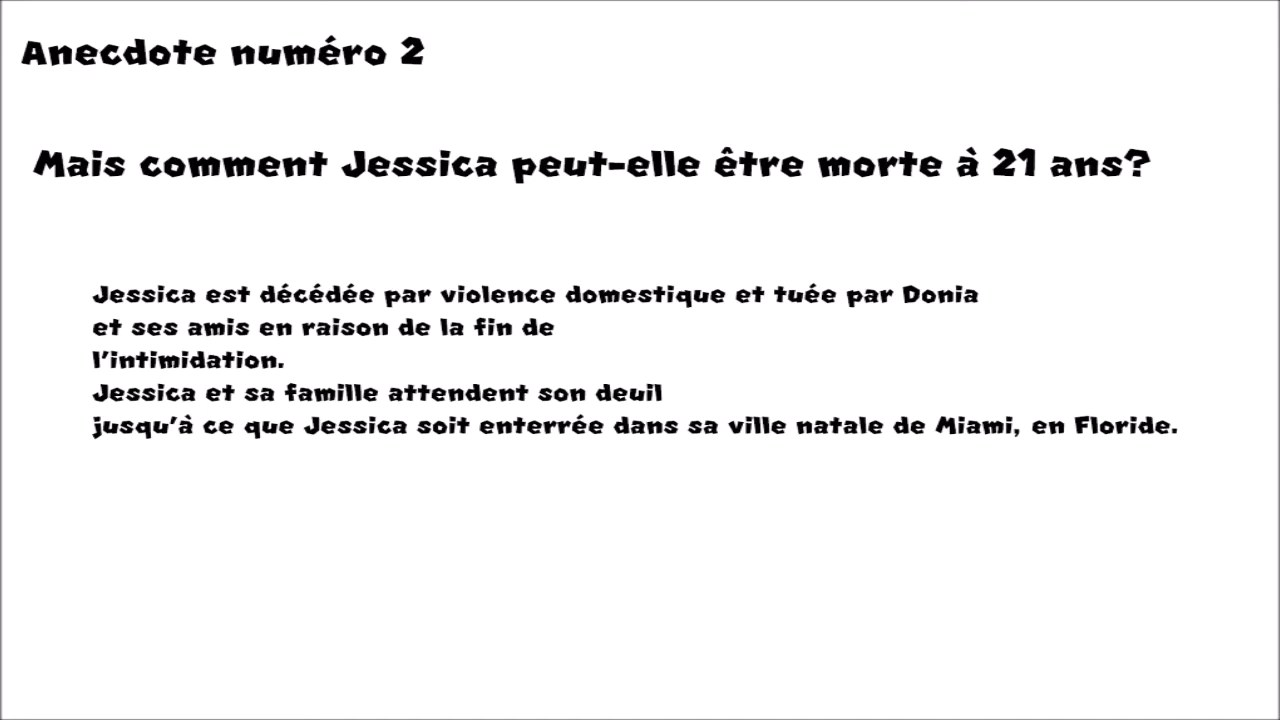 Anecdote numéro 2
Mais comment Jessica peut-elle être morte à 21 ans?
Jessica est décédée par violence domestique et tuée par Donia
et ses amis en raison de la fin de
l'intimidation.
Jessica et sa famille attendent son deuil
jusqu'à ce que Jessica soit enterrée dans sa ville natale de Miami, en Floride.